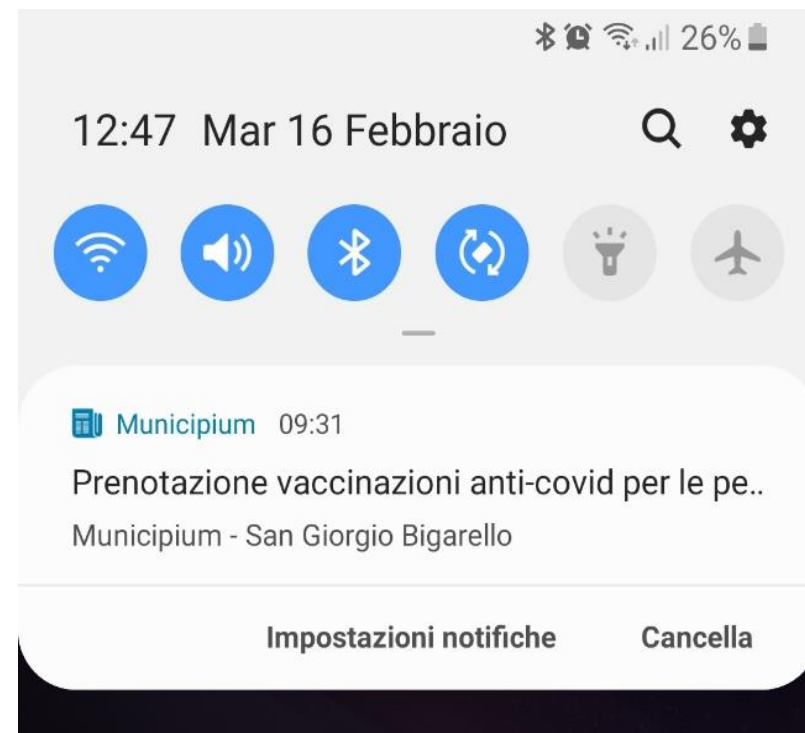 26%
12:47 Mar 16 Febbraio
Municipium 09:31
Prenotazione vaccinazioni anti-covid per le pe..
Municipium - San Giorgio Bigarello
Impostazioni notifiche Cancella